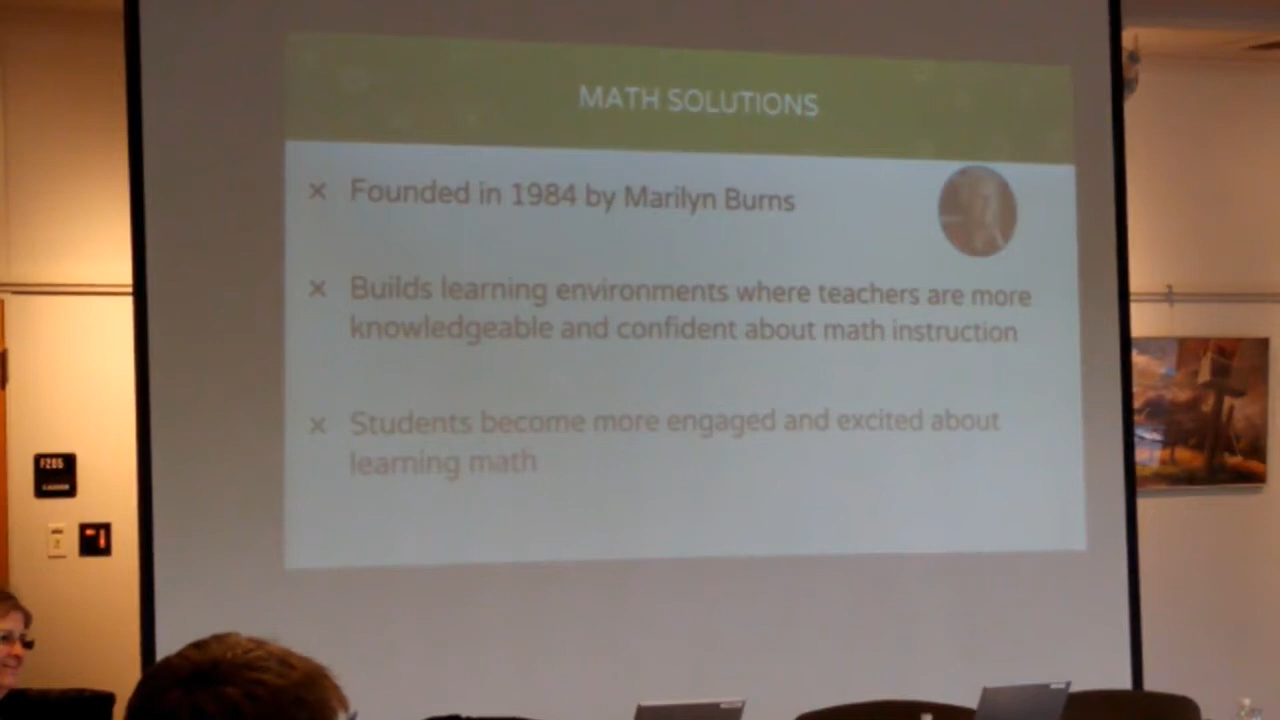 MATH SOLUTIONS
× Founded in 1984 by Marilyn Burns
× Builds learning environments where teachers are more
knowledgeable and confident about math instruction
× Students become more engaged and excited about
learning math
F205